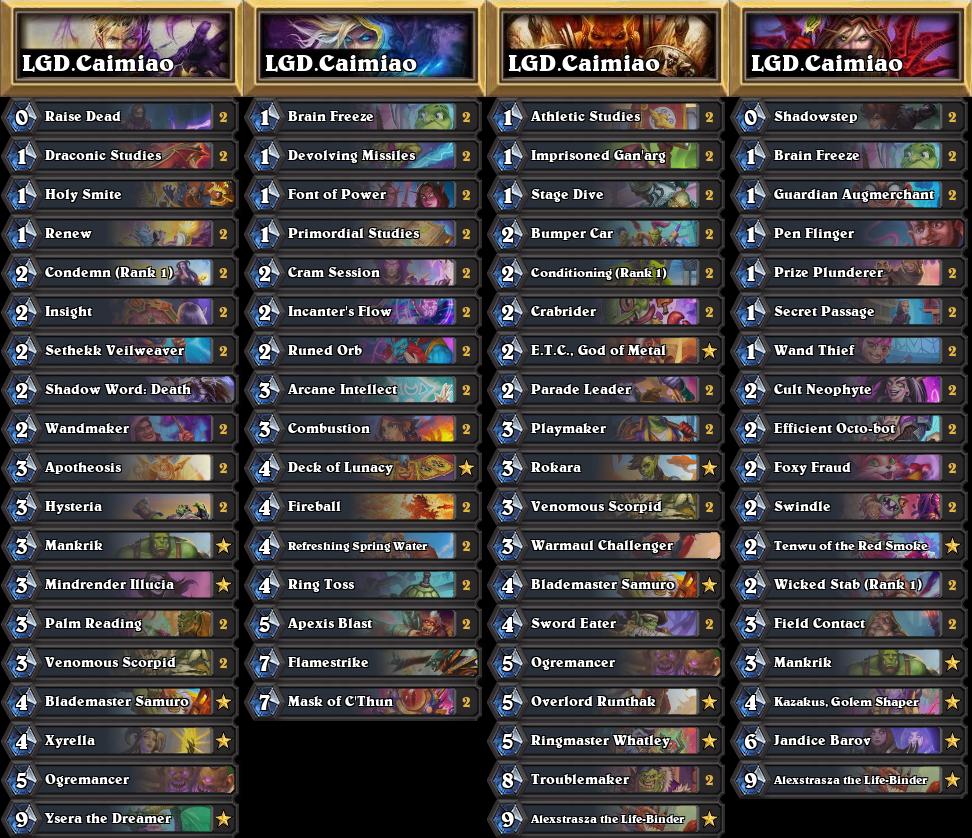 LGD.Caimiao
0 Raise Dead 2
1 Draconic Studies 2
1 Holy Smite 2
1 Renew 2
2 Condemn (Rank 1) 2
2 Insight 2
2 Sethekk Veilweaver 2
2 Shadow Word: Death
2 Wandmaker 2
3 Apotheosis 2
3 Hysteria 2
3 Mankrik
3 Mindrender Illucia
3 Palm Reading 2
3 Venomous Scorpid 2
4 Blademaster Samuro
4 Xyrella
5 Ogremancer
9 Ysera the Dreamer
LGD.Caimiao
1 Brain Freeze 2
1 Devolving Missiles 2
1 Font of Power 2
1 Primordial Studies 2
2 Cram Session 2
2 Incanter's Flow 2
2 Runed Orb 2
3 Arcane Intellect 2
3 Combustion 2
4 Deck of Lunacy
4 Fireball 2
4 Refreshing Spring Water 2
4 Ring Toss 2
5 Apexis Blast 2
7 Flamestrike
7 Mask of C'Thun 2
LGD.Caimiao
1 Athletic Studies 2
1 Imprisoned Gan'arg 2
1 Stage Dive 2
2 Bumper Car 2
2 Conditioning (Rank 1) 2
2 Crabrider 2
2 E.T.C., God of Metal
2 Parade Leader 2
3 Playmaker 2
3 Rokara
3 Venomous Scorpid 2
3 Warmaul Challenger
4 Blademaster Samuro
4 Sword Eater 2
5 Ogremancer
5 Overlord Runthak
5 Ringmaster Whatley
8 Troublemaker 2
9 Alexstrasza the Life-Binder
LGD.Caimiao
0 Shadowstep 2
1 Brain Freeze 2
1 Guardian Augmerchant 2
1 Pen Flinger
1 Prize Plunderer 2
1 Secret Passage 2
1 Wand Thief 2
2 Cult Neophyte 2
2 Efficient Octo-bot 2
2 Foxy Fraud 2
2 Swindle 2
2 Tenwu of the Red Smoke
2 Wicked Stab (Rank 1) 2
3 Field Contact 2
3 Mankrik
4 Kazakus, Golem Shaper
6 Jandice Barov
9 Alexstrasza the Life-Binder